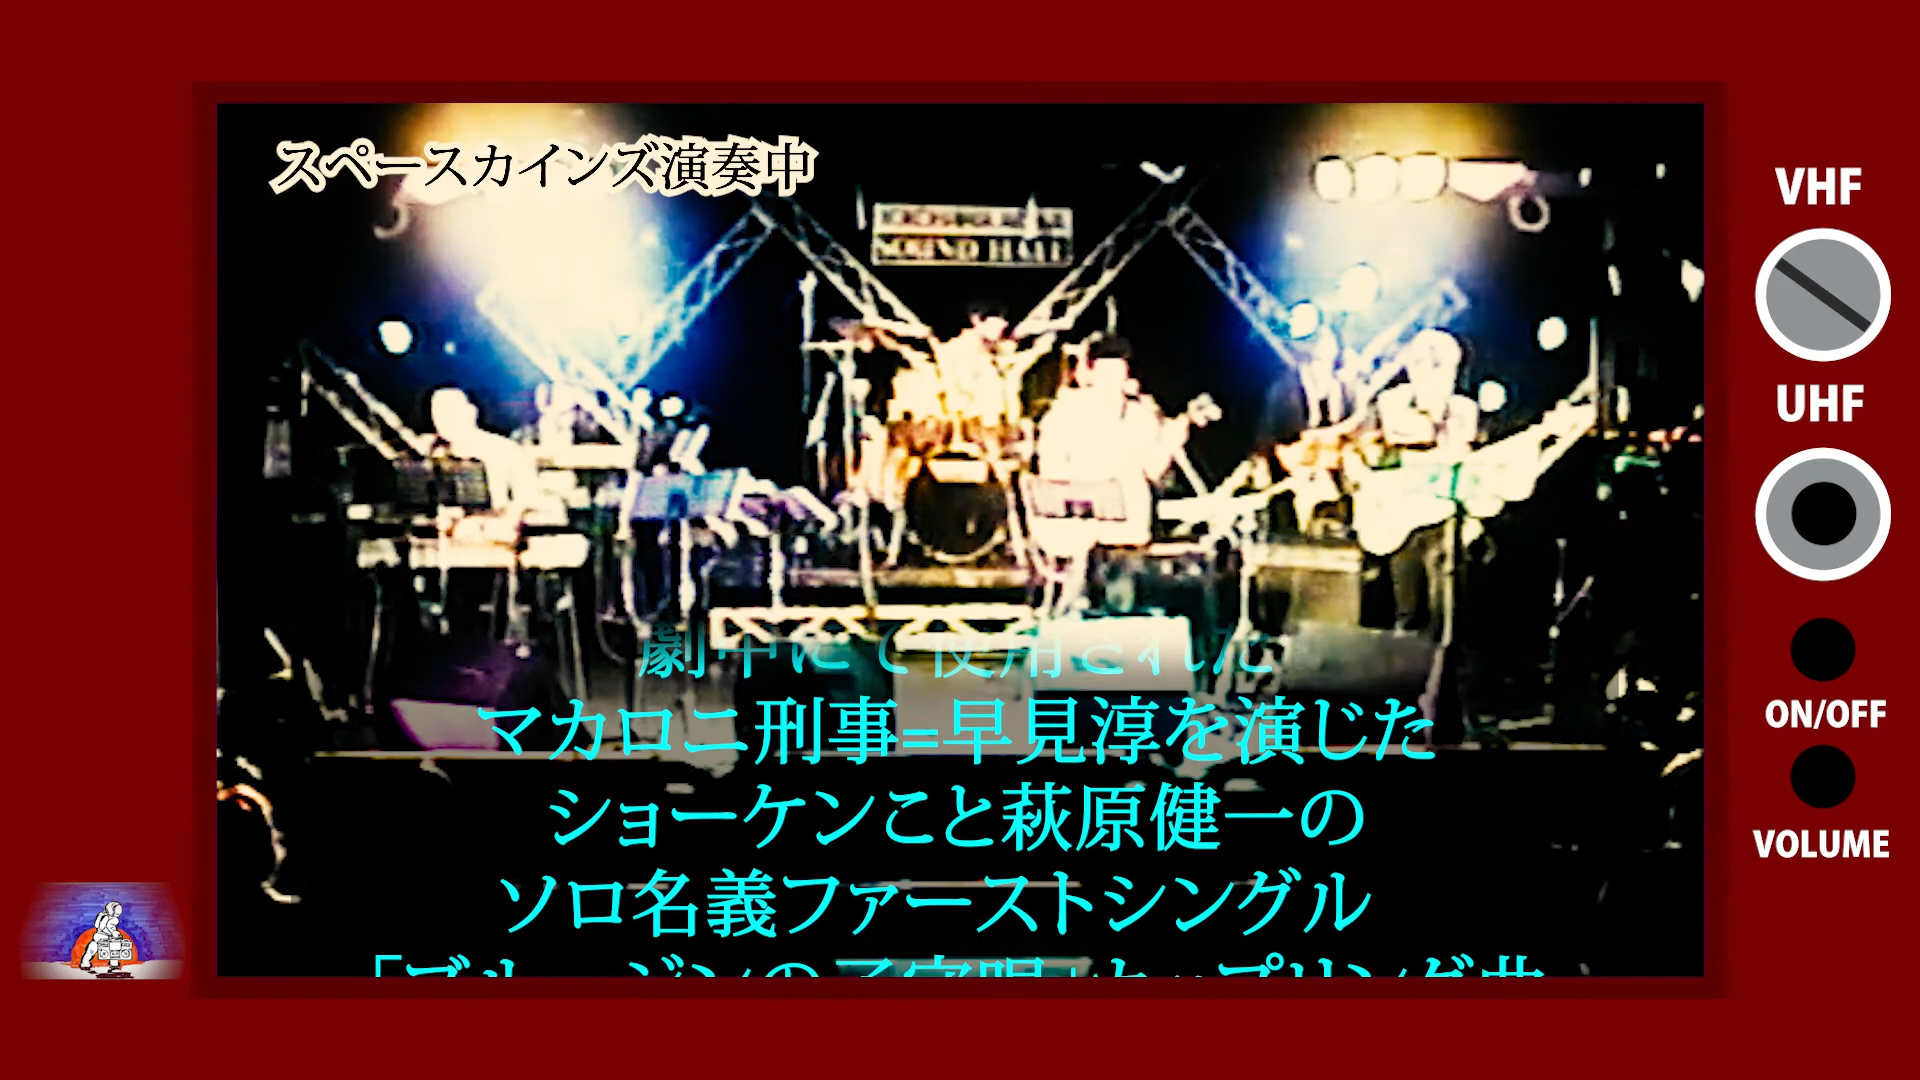 スペースカインズ演奏中
SOUND HALL
劇中にて使用された
マカロニ刑事=早見淳を演じた
ショーケンこと萩原健一の
ソロ名義ファーストシングル
VHF
UHF
ON/OFF
VOLUME